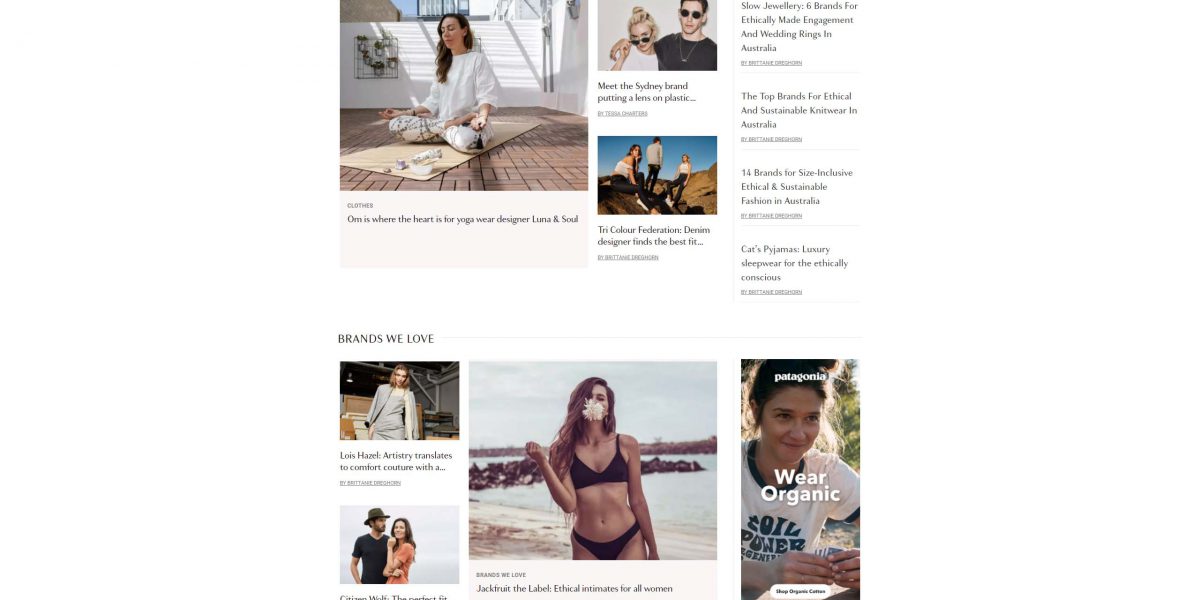 CLOTHES
Om is where the heart is for yoga wear designer Luna & Soul
Meet the Sydney brand
putting a lens on plastic...
BY TESSA CHARTERS
Tri Colour Federation: Denim
designer finds the best fit...
BY BRITTANIE DREGHORN
Slow Jewellery: 6 Brands For
Ethically Made Engagement
And Wedding Rings In
Australia
BY BRITTANIE DREGHORN
The Top Brands For Ethical
And Sustainable Knitwear In
Australia
BY BRITTANIE DREGHORN
14 Brands for Size-Inclusive
Ethical & Sustainable
Fashion in Australia
BY BRITTANIE DREGHORN
Cat's Pyjamas: Luxury
sleepwear for the ethically
conscious
BY BRITTANIE DREGHORN
BRANDS WE LOVE
Lois Hazel: Artistry translates
to comfort couture with a...
BY BRITTANIE DREGHORN
Citizen Wolf: The perfect fit
BRANDS WE LOVE
Jackfruit the Label: Ethical intimates for all women
patagonia
Wear
Organic
SOIL
POWER
REGENERATIVE
Shop Organic Cotton